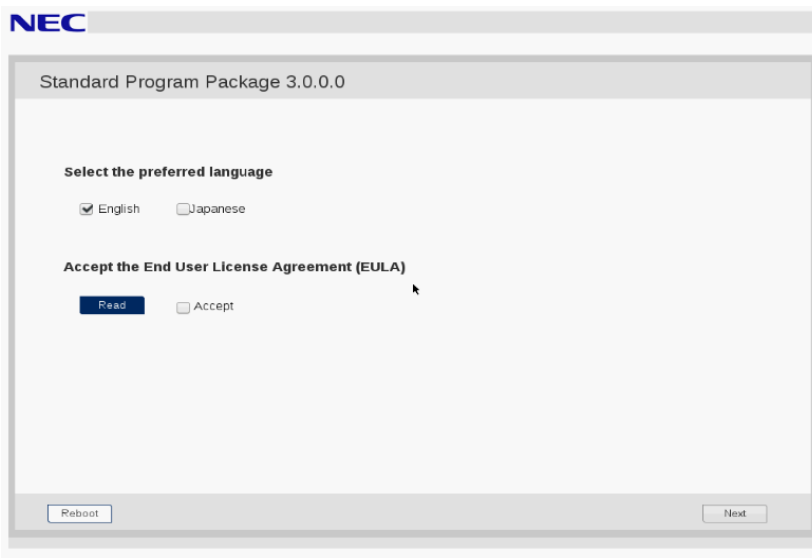 NEC
Standard Program Package 3.0.0.0
Select the preferred language
English Japanese
Accept the End User License Agreement (EULA)
Read Accept
Reboot Next